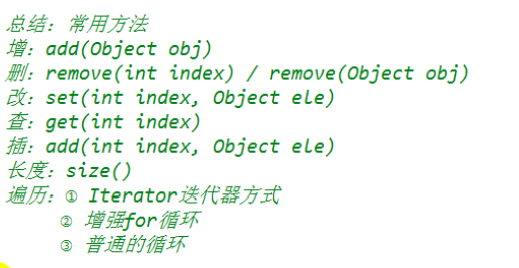 总结：常用方法
增：add(Object obj)
删：remove(int index) / remove(Object obj)
改：set(int index, Object ele)
查：get(int index)
插：add(int index, Object ele)
长度：size()
遍历：① Iterator迭代器方式
② 增强for循环
③ 普通的循环